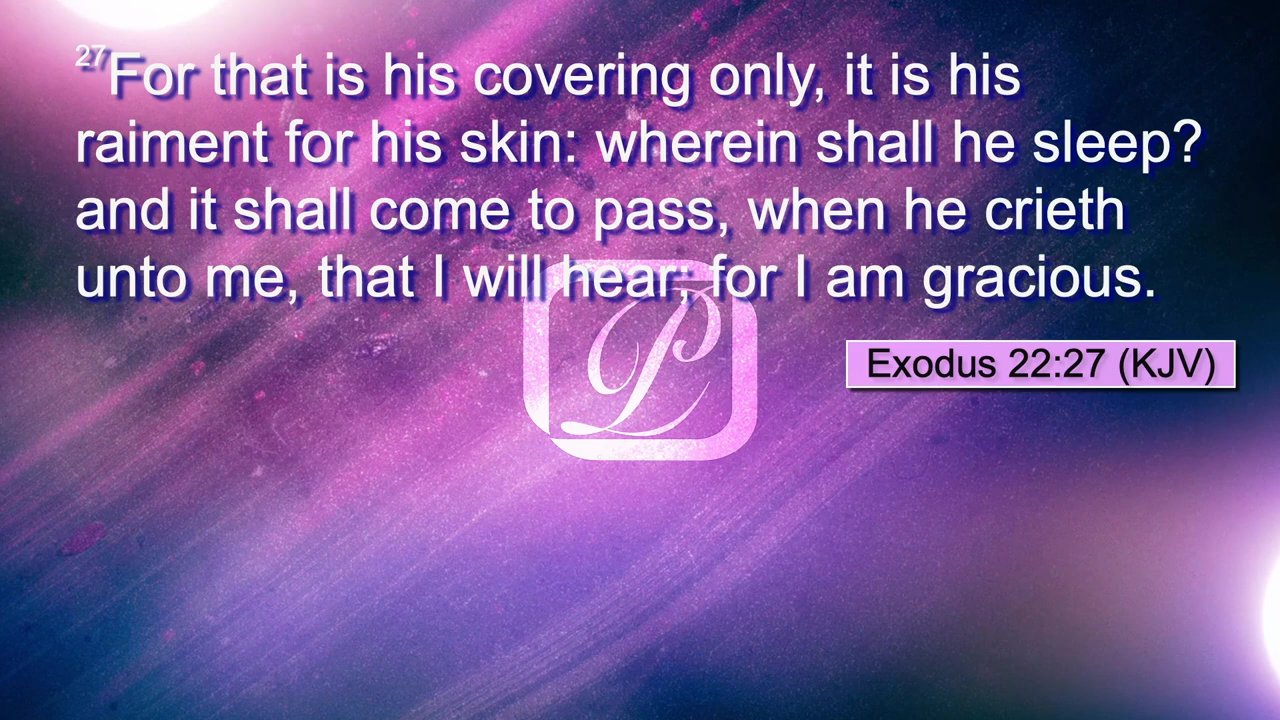 27For that is his covering only, it is his
raiment for his skin: wherein shall he sleep?
and it shall come to pass, when he crieth
unto me, that I will hear; for I am gracious.
Exodus 22:27 (KJV)
P